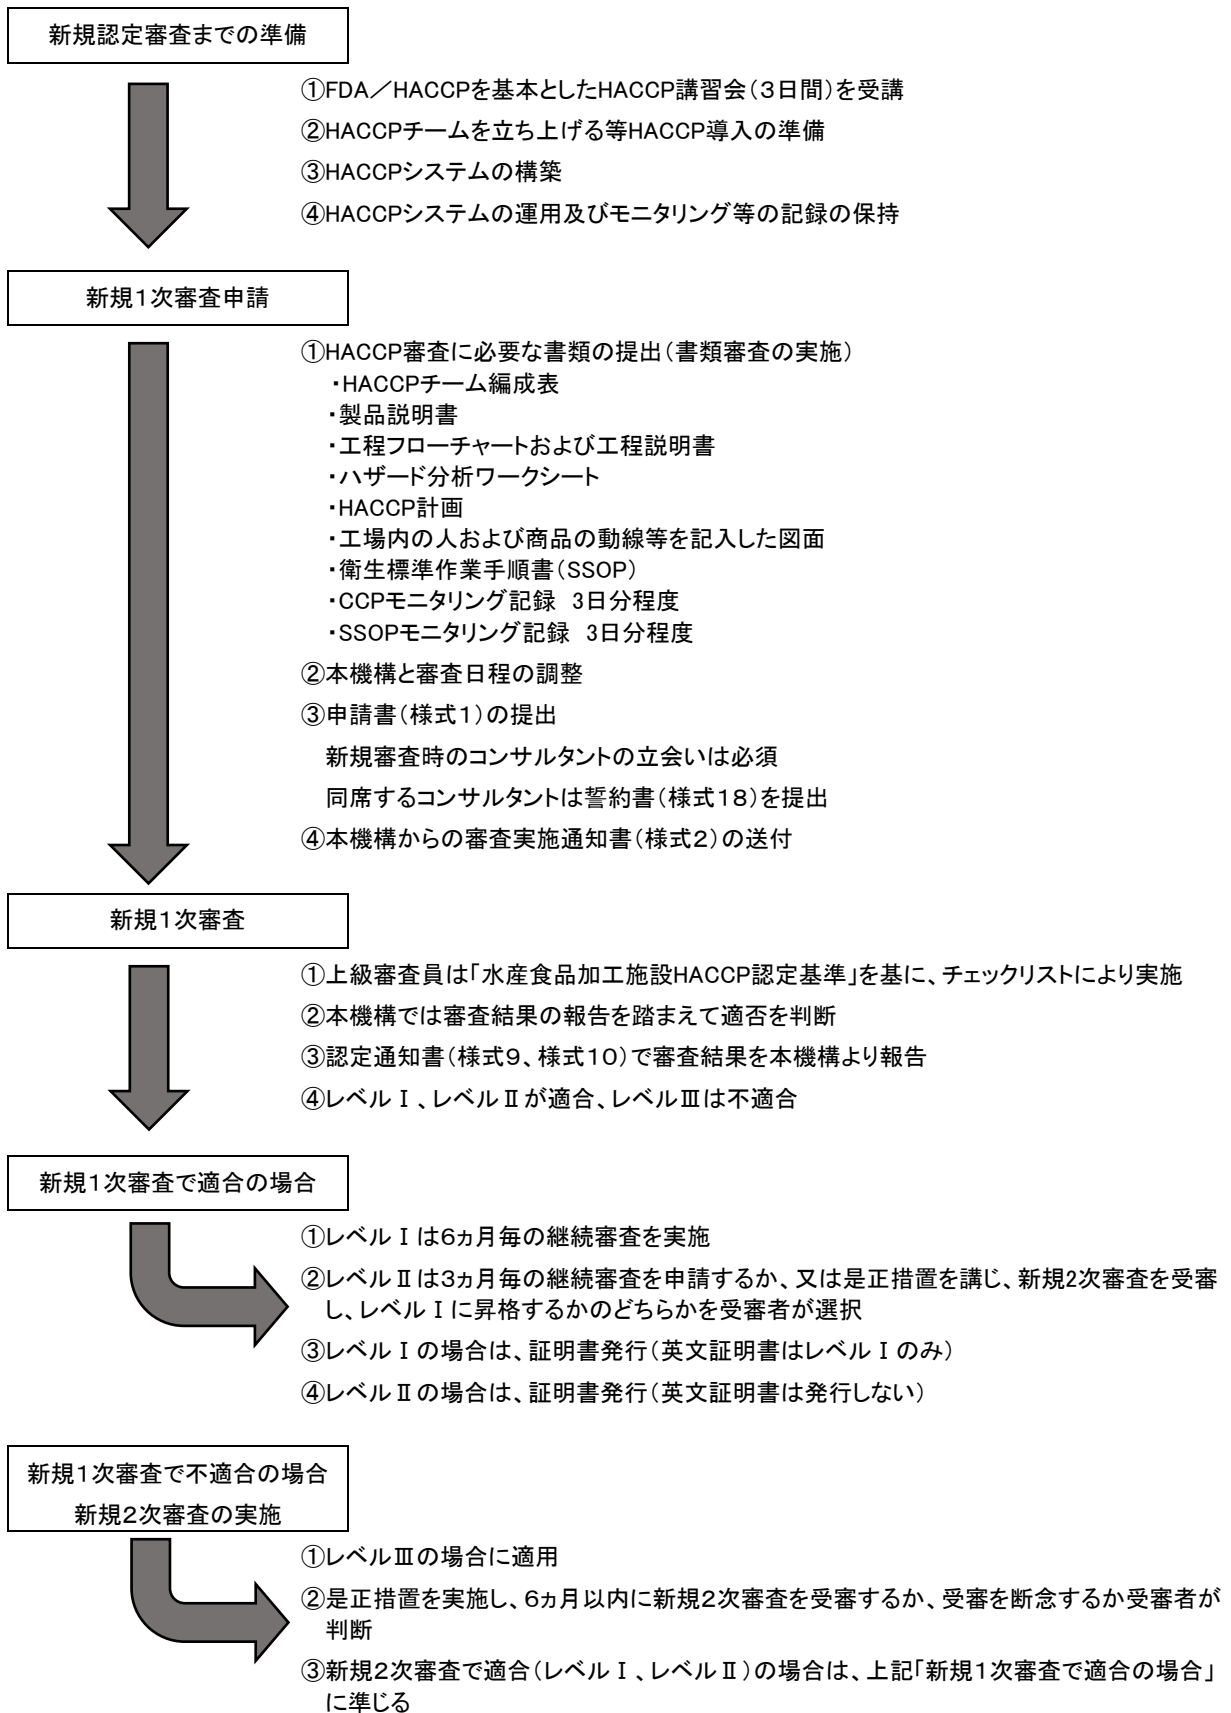 新規認定審査までの準備
①FDA／HACCPを基本としたHACCP講習会（３日間）を受講
②HACCPチームを立ち上げる等HACCP導入の準備
③HACCPシステムの構築
④HACCPシステムの運用及びモニタリング等の記録の保持
新規１次審査申請
①HACCP審査に必要な書類の提出（書類審査の実施）
・HACCPチーム編成表
・製品説明書
・工程フローチャートおよび工程説明書
・ハザード分析ワークシート
・HACCP計画
・工場内の人および商品の動線等を記入した図面
・衛生標準作業手順書（SSOP）
・CCPモニタリング記録　3日分程度
・SSOPモニタリング記録　3日分程度
②本機構と審査日程の調整
③申請書（様式１）の提出
新規審査時のコンサルタントの立会いは必須
同席するコンサルタントは誓約書（様式１８）を提出
④本機構からの審査実施通知書（様式２）の送付
新規１次審査
①上級審査員は「水産食品加工施設HACCP認定基準」を基に、チェックリストにより実施
②本機構では審査結果の報告を踏まえて適否を判断
③認定通知書（様式９、様式１０）で審査結果を本機構より報告
④レベルⅠ、レベルⅡが適合、レベルⅢは不適合
新規１次審査で適合の場合
①レベルⅠは６ヵ月毎の継続審査を実施
②レベルⅡは３ヵ月毎の継続審査を申請するか、又は是正措置を講じ、新規2次審査を受審
し、レベルⅠに昇格するかのどちらかを受審者が選択
③レベルⅠの場合は、証明書発行（英文証明書はレベルⅠのみ）
④レベルⅡの場合は、証明書発行（英文証明書は発行しない）
新規１次審査で不適合の場合
新規２次審査の実施
①レベルⅢの場合に適用
②是正措置を実施し、６ヵ月以内に新規２次審査を受審するか、受審を断念するか受審者が
判断
③新規２次審査で適合（レベルⅠ、レベルⅡ）の場合は、上記「新規１次審査で適合の場合」
に準じる